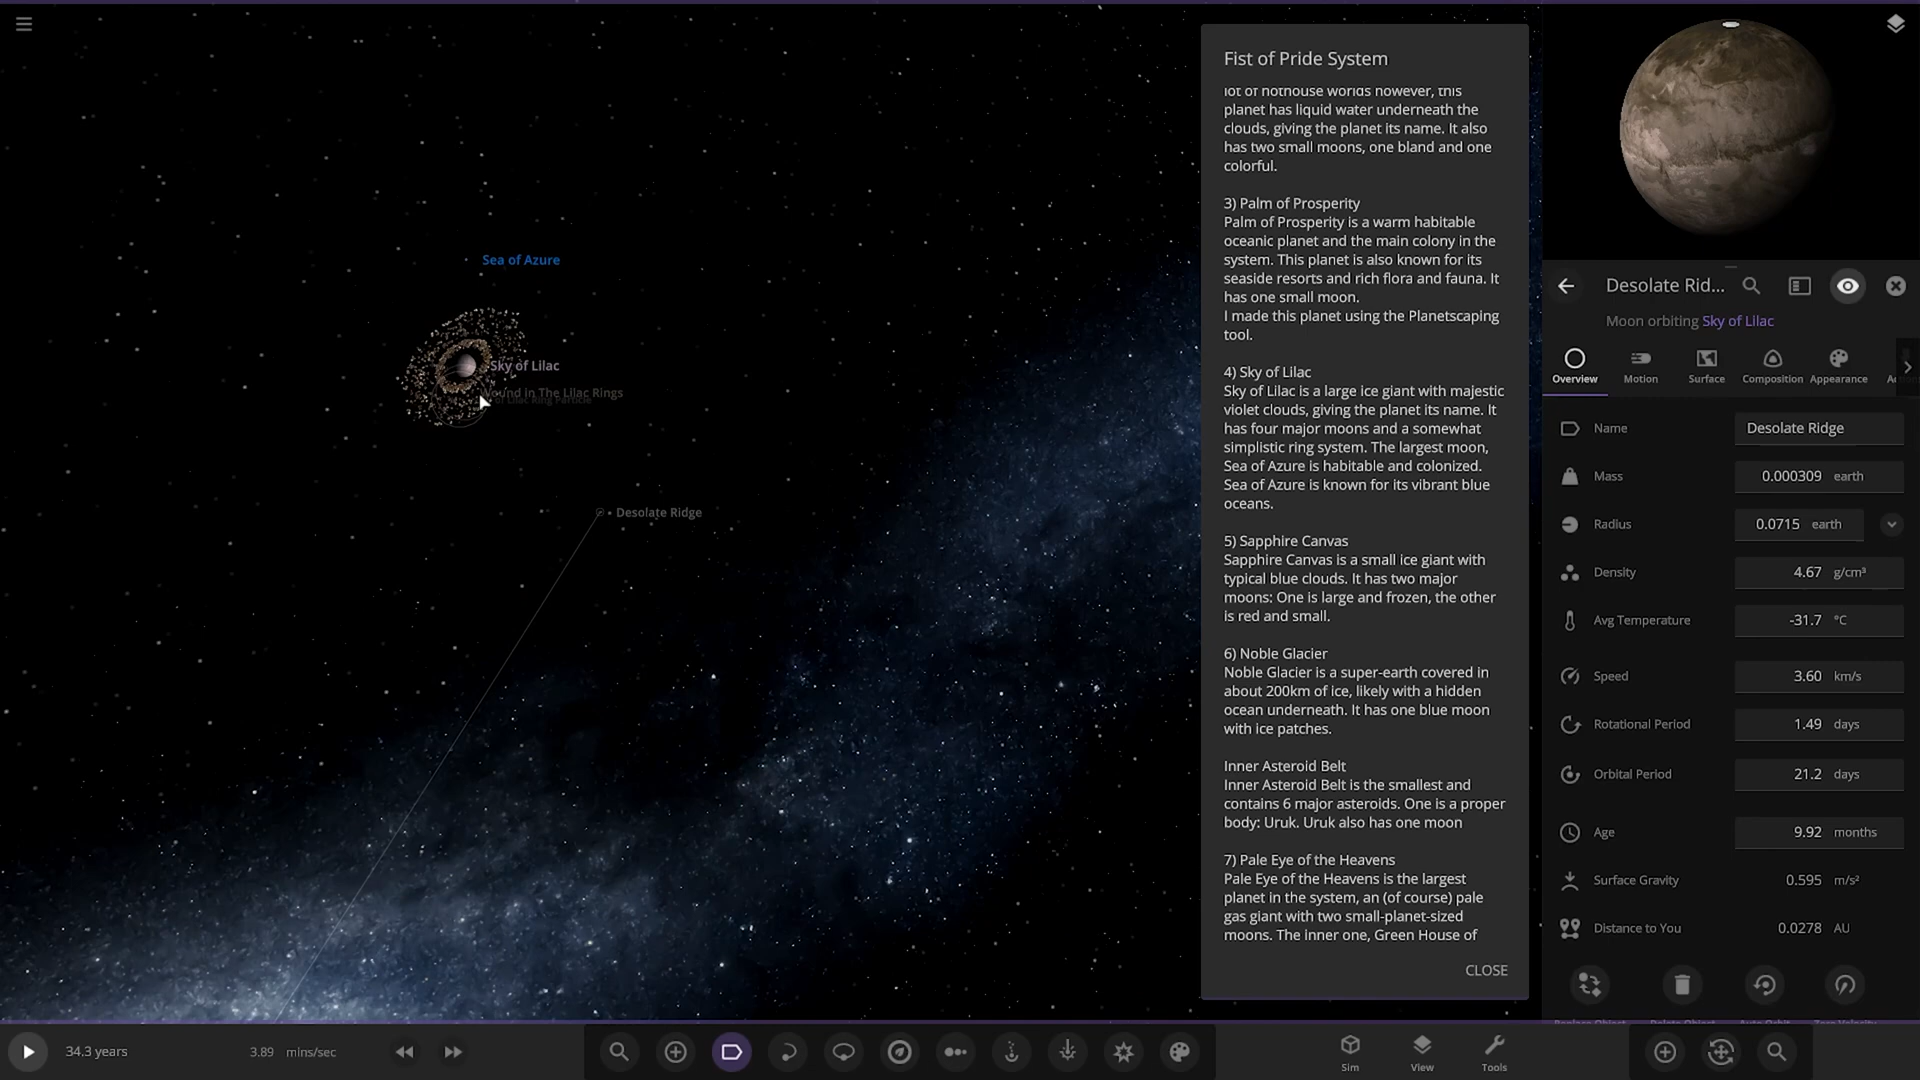 Fist of Pride System
lot of hothouse worlds however, this
planet has liquid water underneath the
clouds, giving the planet its name. It also
has two small moons, one bland and one
colorful.
3) Palm of Prosperity
Palm of Prosperity is a warm habitable
oceanic planet and the main colony in the
system. This planet is also known for its
seaside resorts and rich flora and fauna. It
has one small moon.
I made this planet using the Planetscaping
tool.
4) Sky of Lilac
Sky of Lilac is a large ice giant with majestic
violet clouds, giving the planet its name. It
has four major moons and a somewhat
simplistic ring system. The largest moon,
Sea of Azure is habitable and colonized.
Sea of Azure is known for its vibrant blue
oceans.
5) Sapphire Canvas
Sapphire Canvas is a small ice giant with
typical blue clouds. It has two major
moons: One is large and frozen, the other
is red and small.
6) Noble Glacier
Noble Glacier is a super-earth covered in
about 200km of ice, likely with a hidden
ocean underneath. It has one blue moon
with ice patches.
Inner Asteroid Belt
Inner Asteroid Belt is the smallest and
contains 6 major asteroids. One is a proper
body: Uruk. Uruk also has one moon
7) Pale Eye of the Heavens
Pale Eye of the Heavens is the largest
planet in the system, an (of course) pale
gas giant with two small-planet-sized
moons. The inner one, Green House of
CLOSE
Sea of Azure
Sky of Lilac
in The Lilac Rings
Lilac Ring Particle
Desolate Ridge
Desolate Rid...
Moon orbiting Sky of Lilac
Overview Motion Surface Composition Appearance
Name Desolate Ridge
Mass 0.000309 earth
Radius 0.0715 earth
Density 4.67 g/cm³
Avg Temperature -31.7 °C
Speed 3.60 km/s
Rotational Period 1.49 days
Orbital Period 21.2 days
Age 9.92 months
Surface Gravity 0.595 m/s²
Distance to You 0.0278 AU
34.3 years 3.89 mins/sec
Sim View Tools